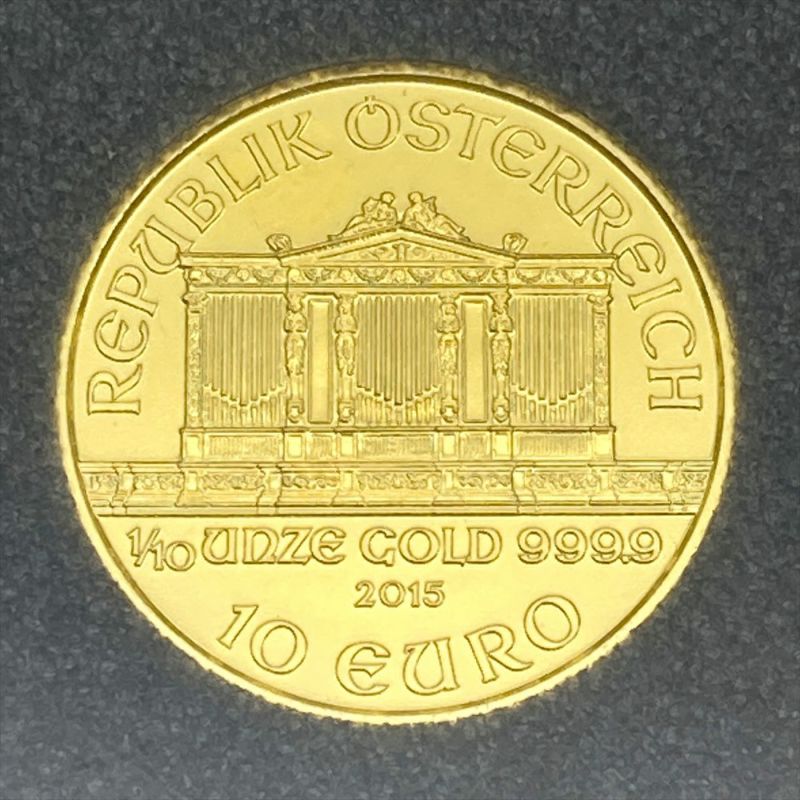 REPUBLIK ÖSTERREICH
1/10 UNZE GOLD 999.9
2015
10 EURO